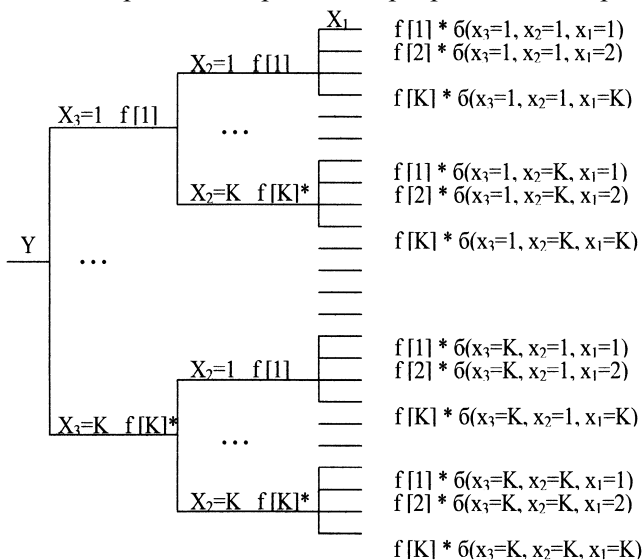 X₁
f [1] * б(x₃=1, x₂=1, x₁=1)
X₂=1 f [1]
f [2] * б(x₃=1, x₂=1, x₁=2)
f [K] * б(x₃=1, x₂=1, x₁=K)
X₃=1 f [1]
...
f [1] * б(x₃=1, x₂=K, x₁=1)
X₂=K f [K]*
f [2] * б(x₃=1, x₂=K, x₁=2)
f [K] * б(x₃=1, x₂=K, x₁=K)
Y
...
f [1] * б(x₃=K, x₂=1, x₁=1)
X₂=1 f [1]
f [2] * б(x₃=K, x₂=1, x₁=2)
f [K] * б(x₃=K, x₂=1, x₁=K)
X₃=K f [K]*
...
f [1] * б(x₃=K, x₂=K, x₁=1)
X₂=K f [K]*
f [2] * б(x₃=K, x₂=K, x₁=2)
f [K] * б(x₃=K, x₂=K, x₁=K)